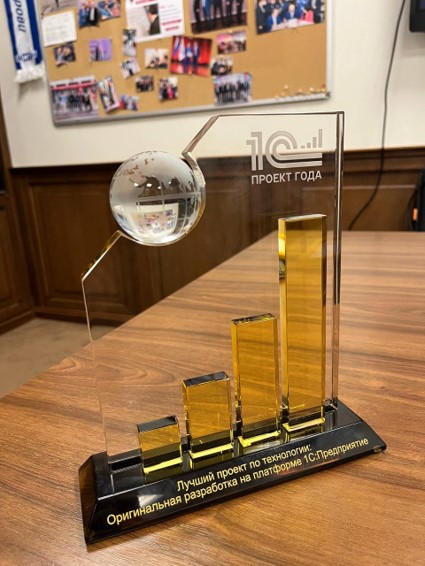 1С
ПРОЕКТ ГОДА
Лучший проект по технологии:
Оригинальная разработка на платформе 1С:Предприятие